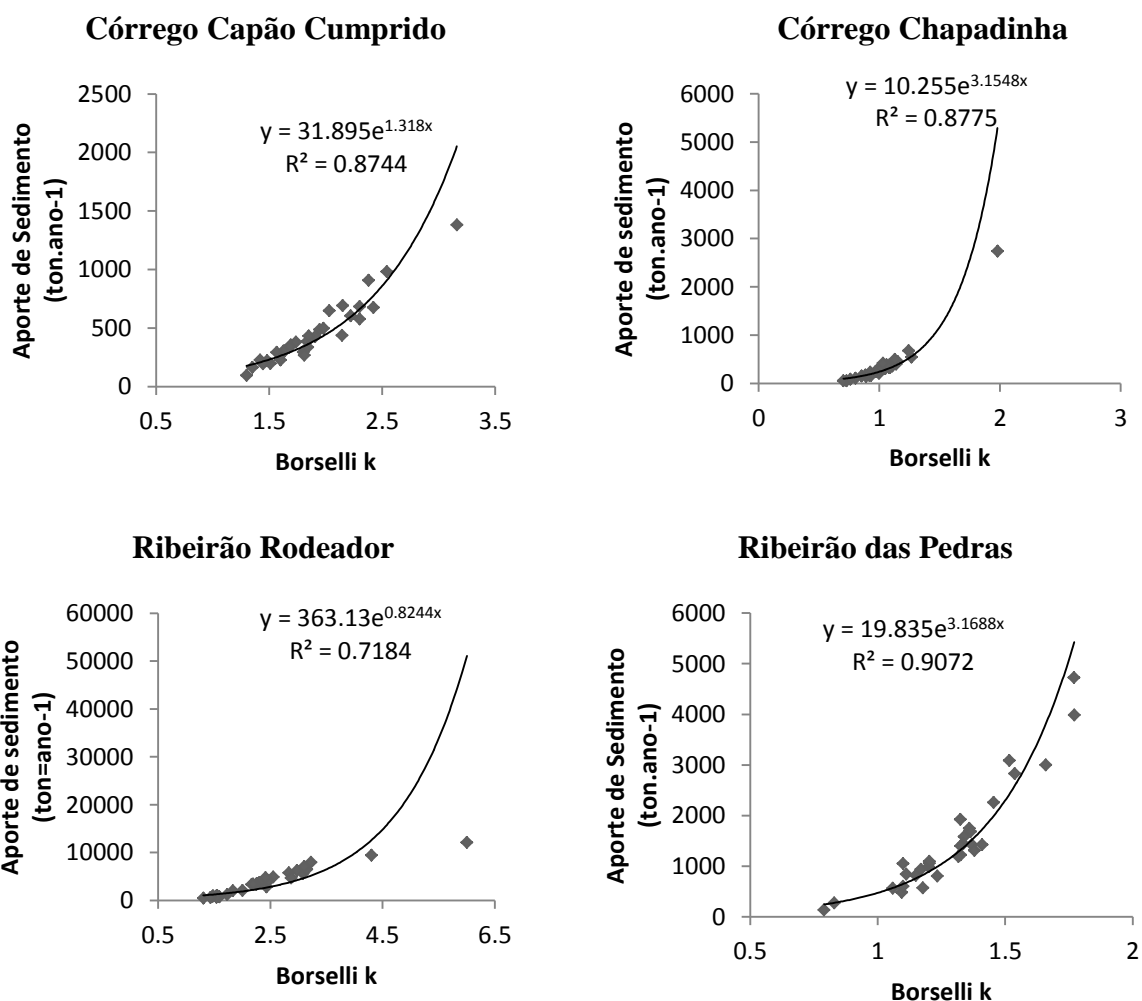 Córrego Capão Cumprido
Aporte de Sedimento
(ton.ano-1)
2500
2000
1500
1000
500
0
y = 31.895e^1.318x
R² = 0.8744
0.5 1.5 2.5 3.5
Borselli k
Córrego Chapadinha
Aporte de sedimento
(ton.ano-1)
6000
5000
4000
3000
2000
1000
0
y = 10.255e^3.1548x
R² = 0.8775
0 1 2 3
Borselli k
Ribeirão Rodeador
Aporte de sedimento
(ton=ano-1)
60000
50000
40000
30000
20000
10000
0
y = 363.13e^0.8244x
R² = 0.7184
0.5 2.5 4.5 6.5
Borselli k
Ribeirão das Pedras
Aporte de Sedimento
(ton.ano-1)
6000
5000
4000
3000
2000
1000
0
y = 19.835e^3.1688x
R² = 0.9072
0.5 1 1.5 2
Borselli k